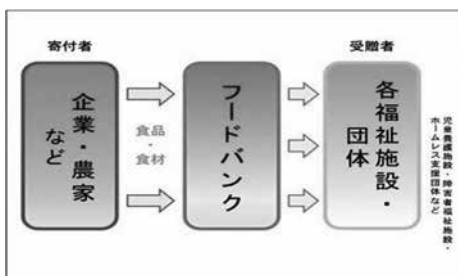 寄付者
受贈者
企業・農家
など
食品
・
食材
フードバンク
各福祉施設・
団体
児童養護施設・障害者福祉施設・
ホームレス支援団体など